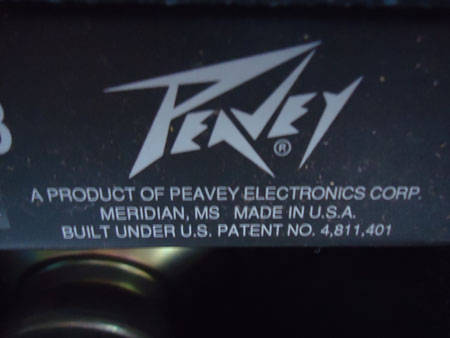 PEAVEY®
A PRODUCT OF PEAVEY ELECTRONICS CORP.
MERIDIAN, MS MADE IN U.S.A.
BUILT UNDER U.S. PATENT NO. 4,811,401